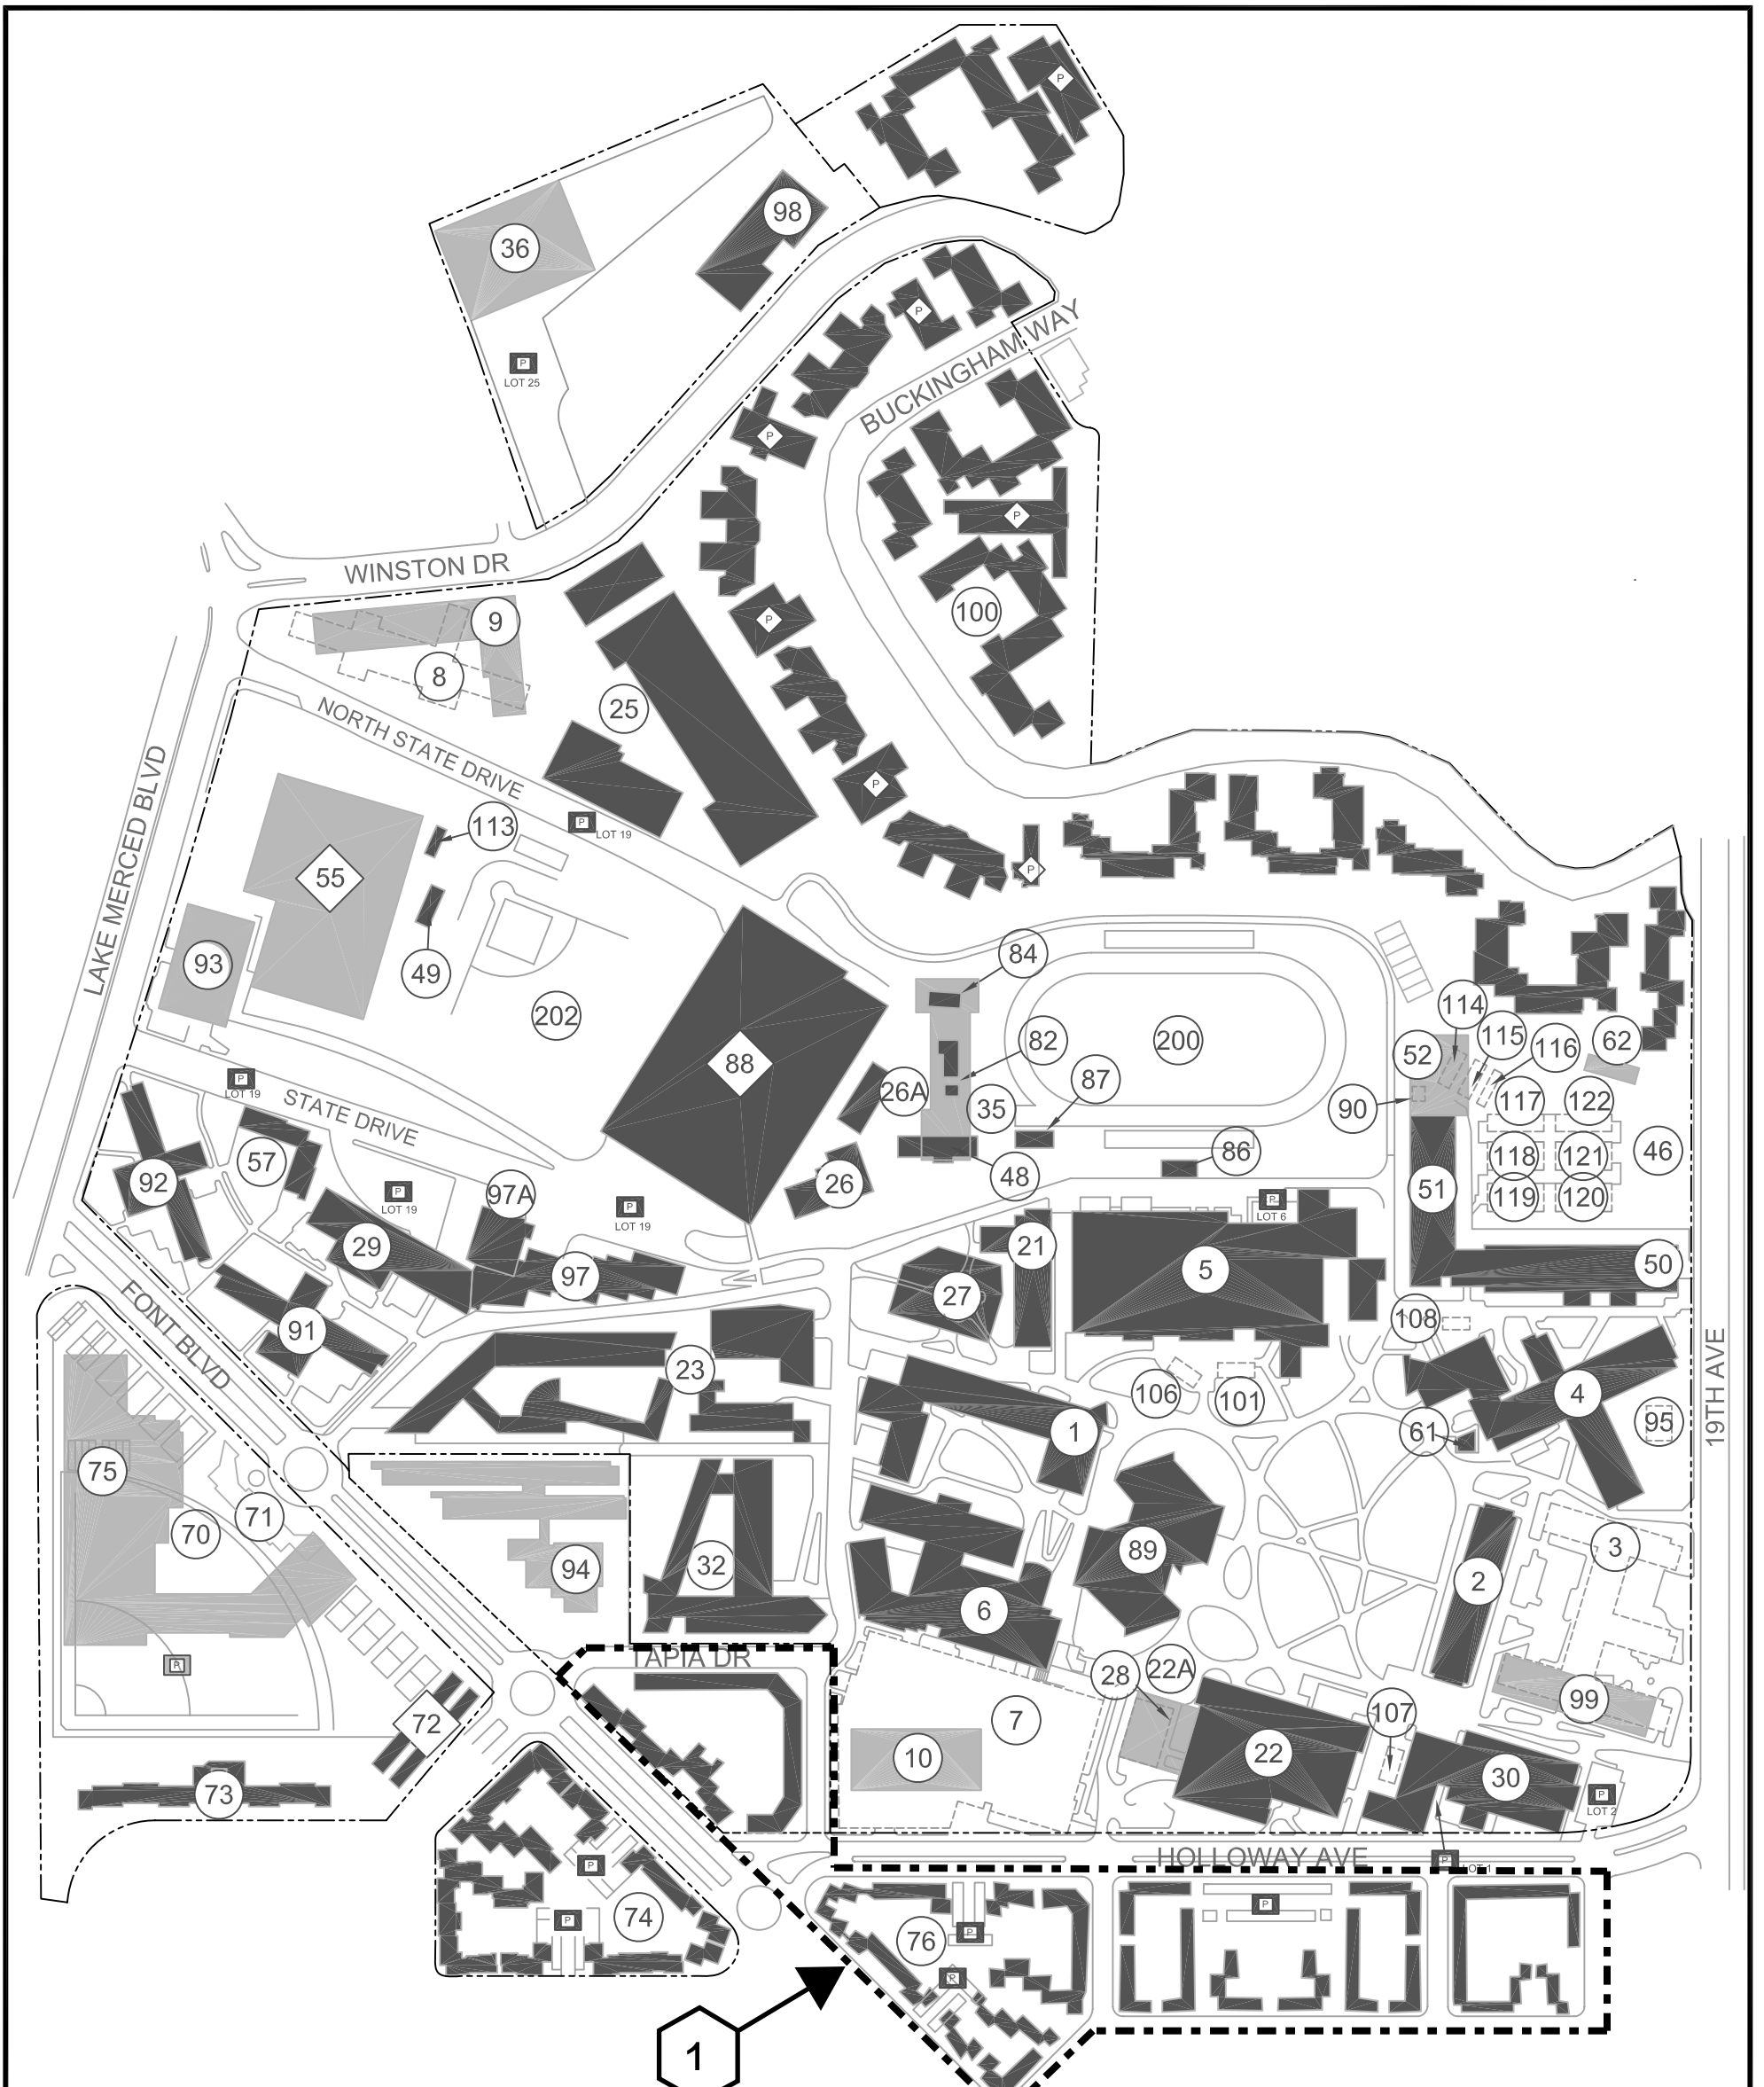 P
98
36
P
BUCKINGHAM WAY
P
LOT 25
P
P
WINSTON DR
100
9
P
8
25
NORTH STATE DRIVE
LAKE MERCED BLVD
P
113
P
LOT 19
P
55
84
93
49
202
114
200
82
115
116
62
52
88
87
P
LOT 19
26A
35
90
117
122
STATE DRIVE
86
57
118
121
46
92
48
26
51
P
LOT 19
97A
P
LOT 19
P
LOT 6
119
120
29
21
5
50
97
27
FONT BLVD
91
108
23
106
101
4
19TH AVE
95
1
61
75
71
70
3
89
32
94
2
6
TAPIA DR
P
28
22A
99
107
7
72
10
22
30
73
P
LOT 2
HOLLOWAY AVE
P
LOT 1
P
P
74
P
76
P
P
1